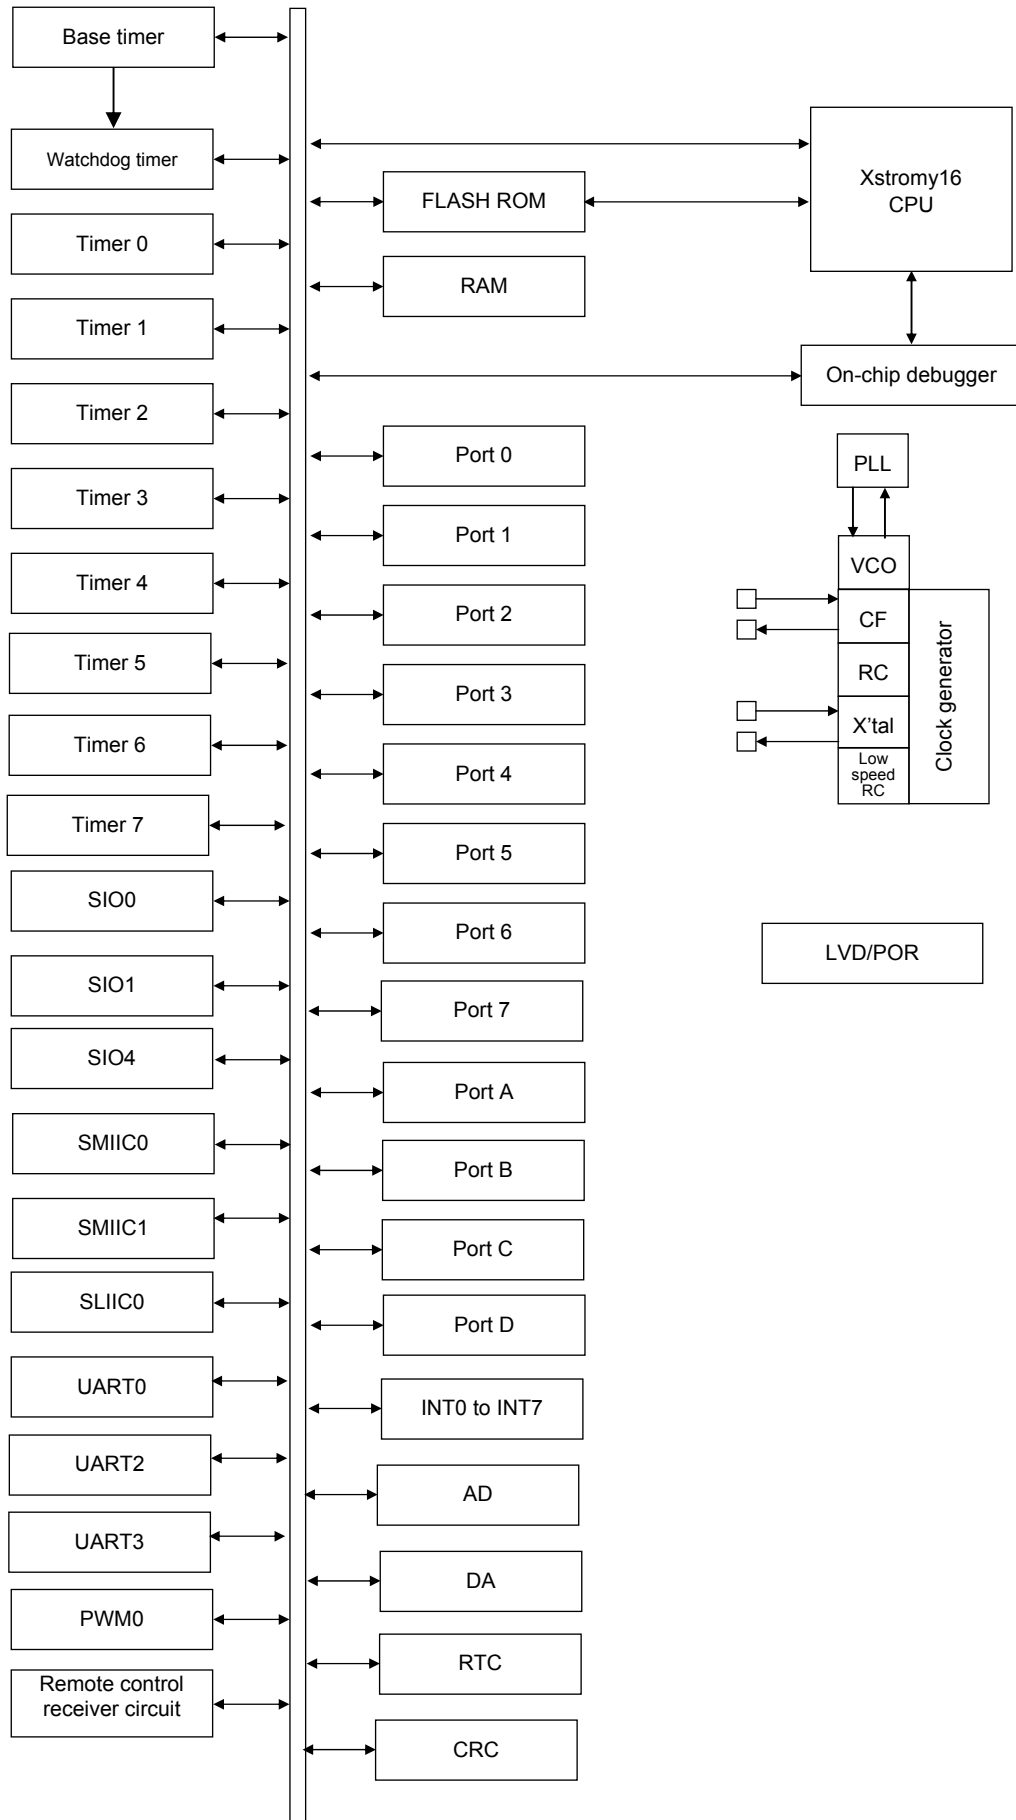 Base timer
Watchdog timer
Timer 0
Timer 1
Timer 2
Timer 3
Timer 4
Timer 5
Timer 6
Timer 7
SIO0
SIO1
SIO4
SMIIC0
SMIIC1
SLIIC0
UART0
UART2
UART3
PWM0
Remote control
receiver circuit
FLASH ROM
RAM
Port 0
Port 1
Port 2
Port 3
Port 4
Port 5
Port 6
Port 7
Port A
Port B
Port C
Port D
INT0 to INT7
AD
DA
RTC
CRC
Xstromy16
CPU
On-chip debugger
PLL
VCO
CF
RC
X'tal
Low
speed
RC
Clock generator
LVD/POR